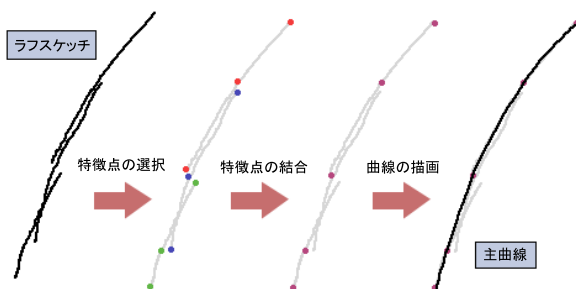 ラフスケッチ
特徴点の選択
特徴点の結合
曲線の描画
主曲線